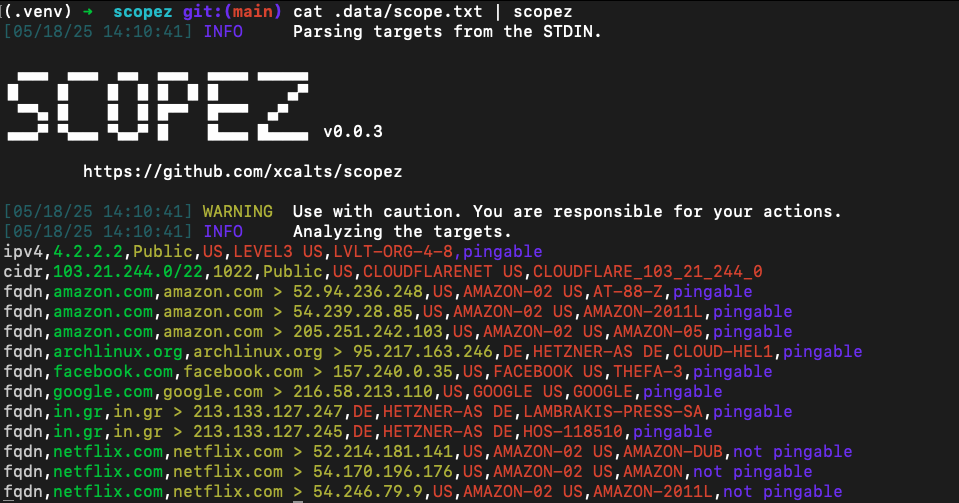 (.venv) ➜ scopez git:(main) cat .data/scope.txt | scopez
[05/18/25 14:10:41] INFO Parsing targets from the STDIN.
SCOPEZ v0.0.3
https://github.com/xcalts/scopez
[05/18/25 14:10:41] WARNING Use with caution. You are responsible for your actions.
[05/18/25 14:10:41] INFO Analyzing the targets.
ipv4,4.2.2.2,Public,US,LEVEL3 US,LVLT-ORG-4-8,pingable
cidr,103.21.244.0/22,1022,Public,US,CLOUDFLARENET US,CLOUDFLARE_103_21_244_0
fqdn,amazon.com,amazon.com > 52.94.236.248,US,AMAZON-02 US,AT-88-Z,pingable
fqdn,amazon.com,amazon.com > 54.239.28.85,US,AMAZON-02 US,AMAZON-2011L,pingable
fqdn,amazon.com,amazon.com > 205.251.242.103,US,AMAZON-02 US,AMAZON-05,pingable
fqdn,archlinux.org,archlinux.org > 95.217.163.246,DE,HETZNER-AS DE,CLOUD-HEL1,pingable
fqdn,facebook.com,facebook.com > 157.240.0.35,US,FACEBOOK US,THEFA-3,pingable
fqdn,google.com,google.com > 216.58.213.110,US,GOOGLE US,GOOGLE,pingable
fqdn,in.gr,in.gr > 213.133.127.247,DE,HETZNER-AS DE,LAMBRAKIS-PRESS-SA,pingable
fqdn,in.gr,in.gr > 213.133.127.245,DE,HETZNER-AS DE,HOS-118510,pingable
fqdn,netflix.com,netflix.com > 52.214.181.141,US,AMAZON-02 US,AMAZON-DUB,not pingable
fqdn,netflix.com,netflix.com > 54.170.196.176,US,AMAZON-02 US,AMAZON,not pingable
fqdn,netflix.com,netflix.com > 54.246.79.9,US,AMAZON-02 US,AMAZON-2011L,not pingable